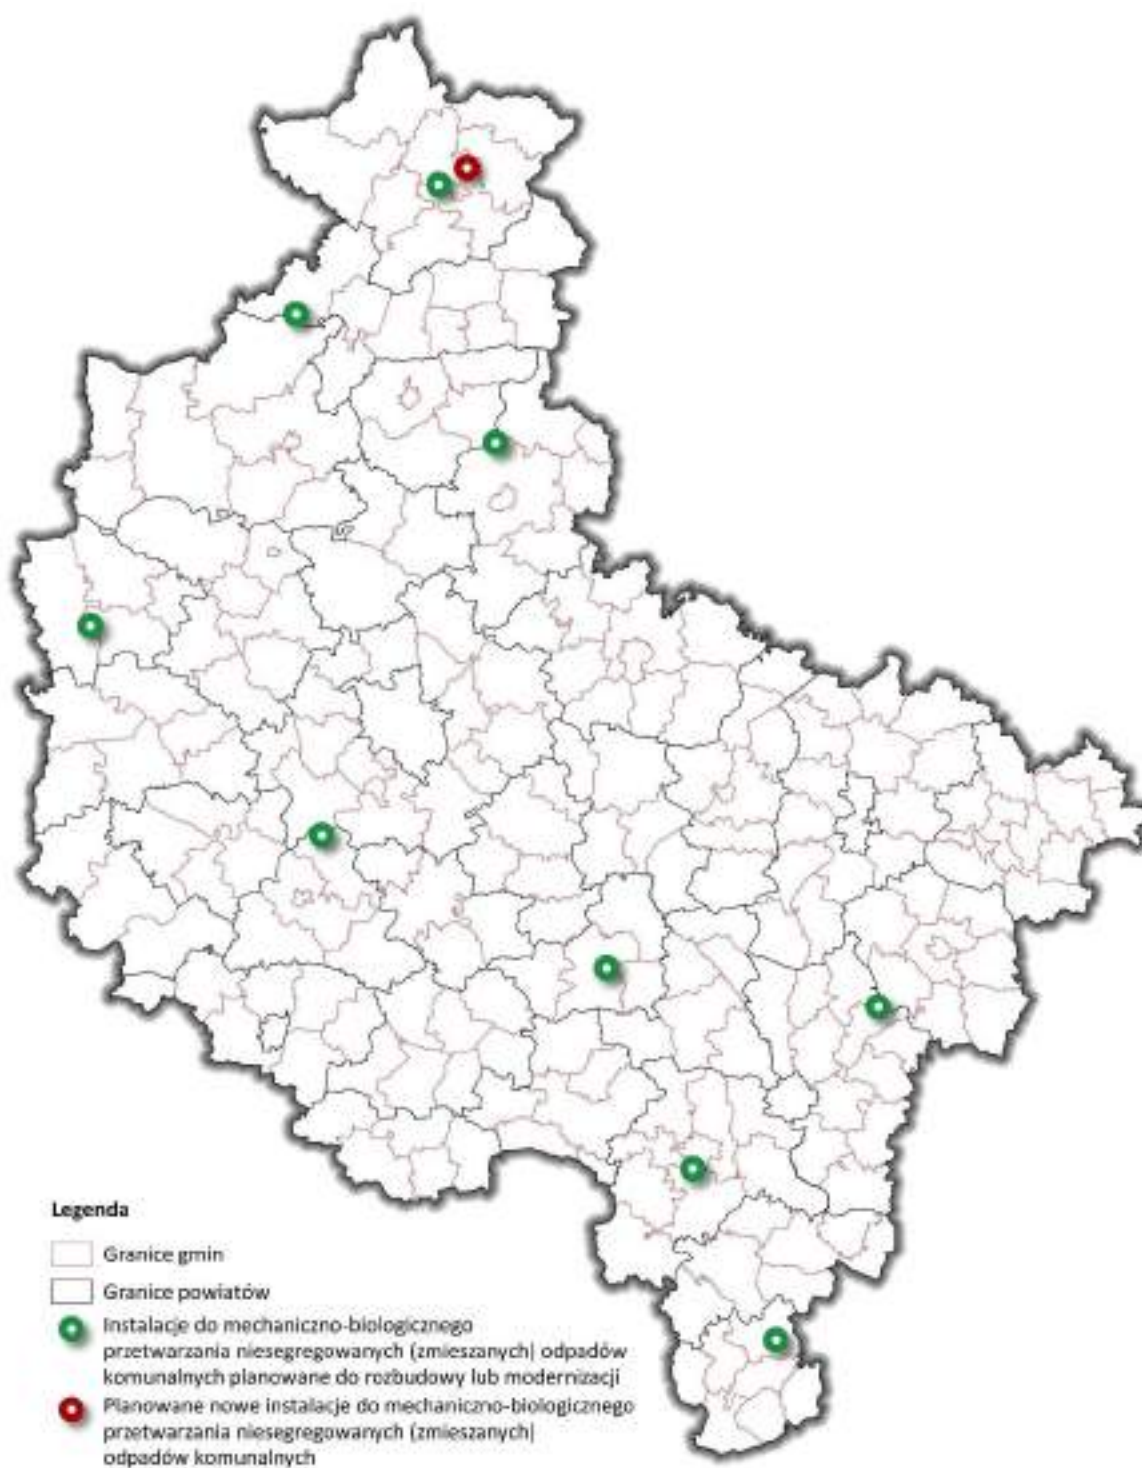 Legenda
Granice gmin
Granice powiatów
Instalacje do mechaniczno-biologicznego
przetwarzania niesegregowanych (zmieszanych| odpadów
komunalnych planowane do rozbudowy lub modernizacji
Planowane nowe instalacje do mechaniczno-biologicznego
przetwarzania niesegregowanych (zmieszanych|
odpadów komunalnych